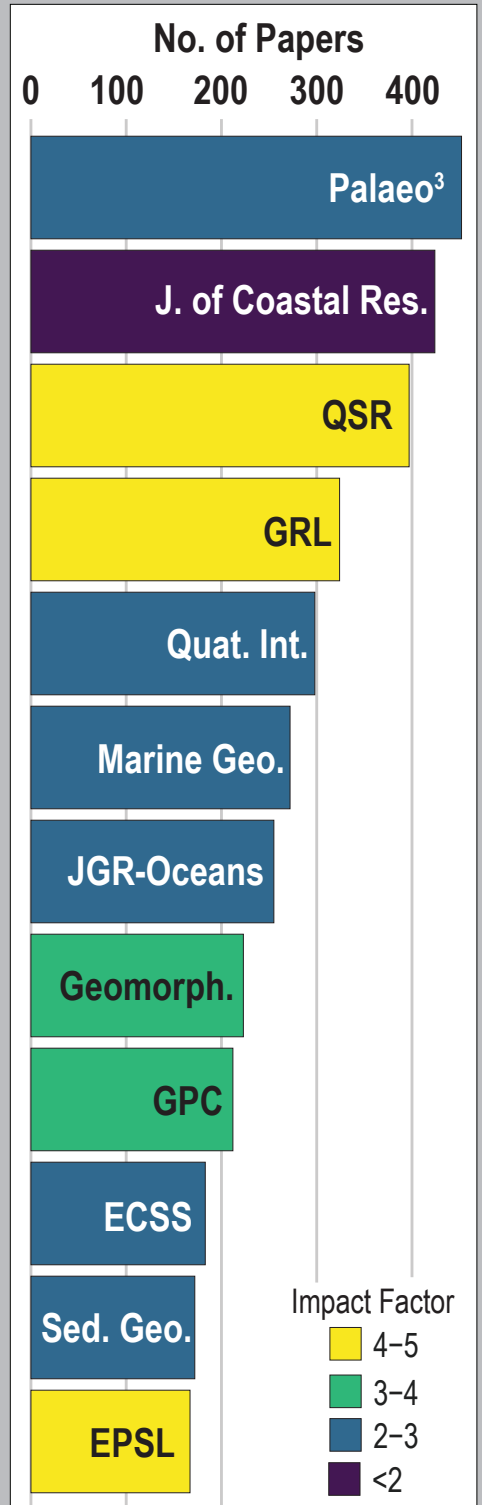 No. of Papers
0 100 200 300 400
Palaeo³
J. of Coastal Res.
QSR
GRL
Quat. Int.
Marine Geo.
JGR-Oceans
Geomorph.
GPC
ECSS
Sed. Geo.
EPSL
Impact Factor
4–5
3–4
2–3
<2